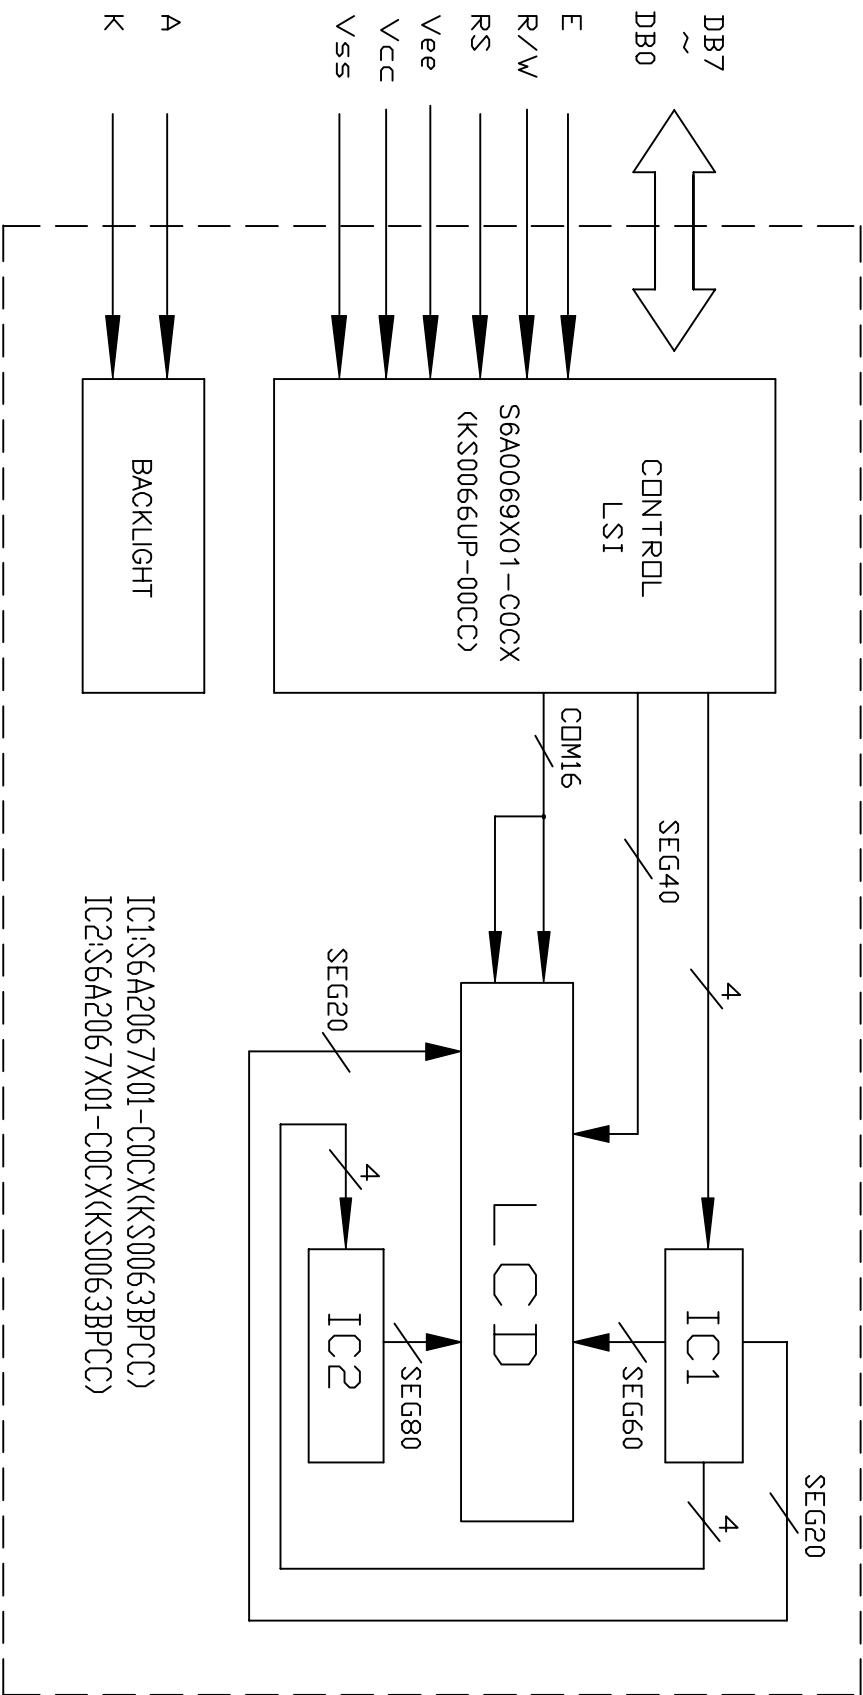 DB7
~
DB0
E
R/W
RS
Vee
Vcc
Vss
A
K
CONTROL
LSI
S6A0069X01-C0CX
(KS0066UP-00CC)
BACKLIGHT
COM16
SEG40
4
SEG20
4
LCD
IC1
IC2
SEG60
SEG80
SEG20
4
IC1:S6A2067X01-C0CX(KS0063BPCC)
IC2:S6A2067X01-C0CX(KS0063BPCC)